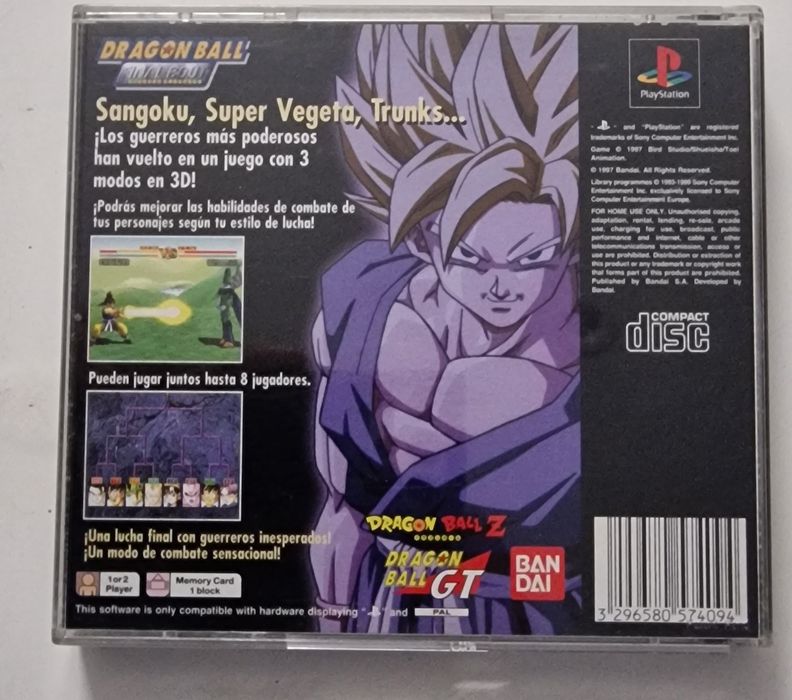 DRAGON BALL
FINAL BOUT
PlayStation
Sangoku, Super Vegeta, Trunks...
¡Los guerreros más poderosos
han vuelto en un juego con 3
modos en 3D!
¡Podrás mejorar las habilidades de combate de
tus personajes según tu estilo de lucha!
Pueden jugar juntos hasta 8 jugadores.
¡Una lucha final con guerreros inesperados!
¡Un modo de combate sensacional!
1 or 2
Player
Memory Card
1 block
This software is only compatible with hardware displaying " " and PAL
DRAGON BALL Z
DRAGON
BALL GT
BAN
DAI
" " and "PlayStation" are registered
trademarks of Sony Computer Entertainment Inc.
Game © 1997 Bird Studio/Shueisha/Toei
Animation.
© 1997 Bandai. All Rights Reserved.
Library programmes © 1993-1999 Sony Computer
Entertainment Inc. exclusively licensed to Sony
Computer Entertainment Europe.
FOR HOME USE ONLY. Unauthorised copying,
adaptation, rental, lending, re-sale, arcade
use, charging for use, broadcast, public
performance and internet, cable or other
telecommunications transmission, access or
use are prohibited. Distribution or extraction of
this product or any trademark or copyright work
that forms part of this product are prohibited.
Published by Bandai S.A. Developed by
Bandai.
COMPACT
disc
3 296580 574094